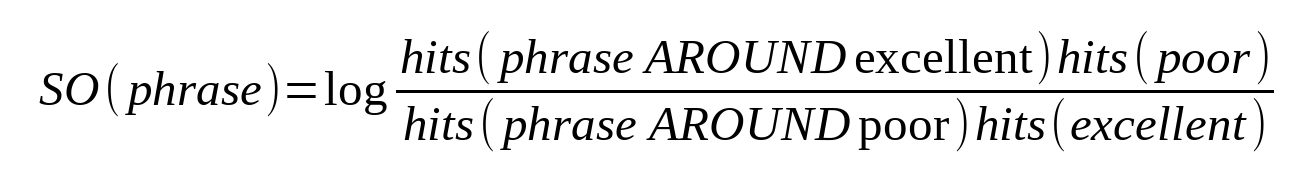 SO(phrase)=log hits(phrase AROUND excellent)hits(poor)
hits(phrase AROUND poor)hits(excellent)